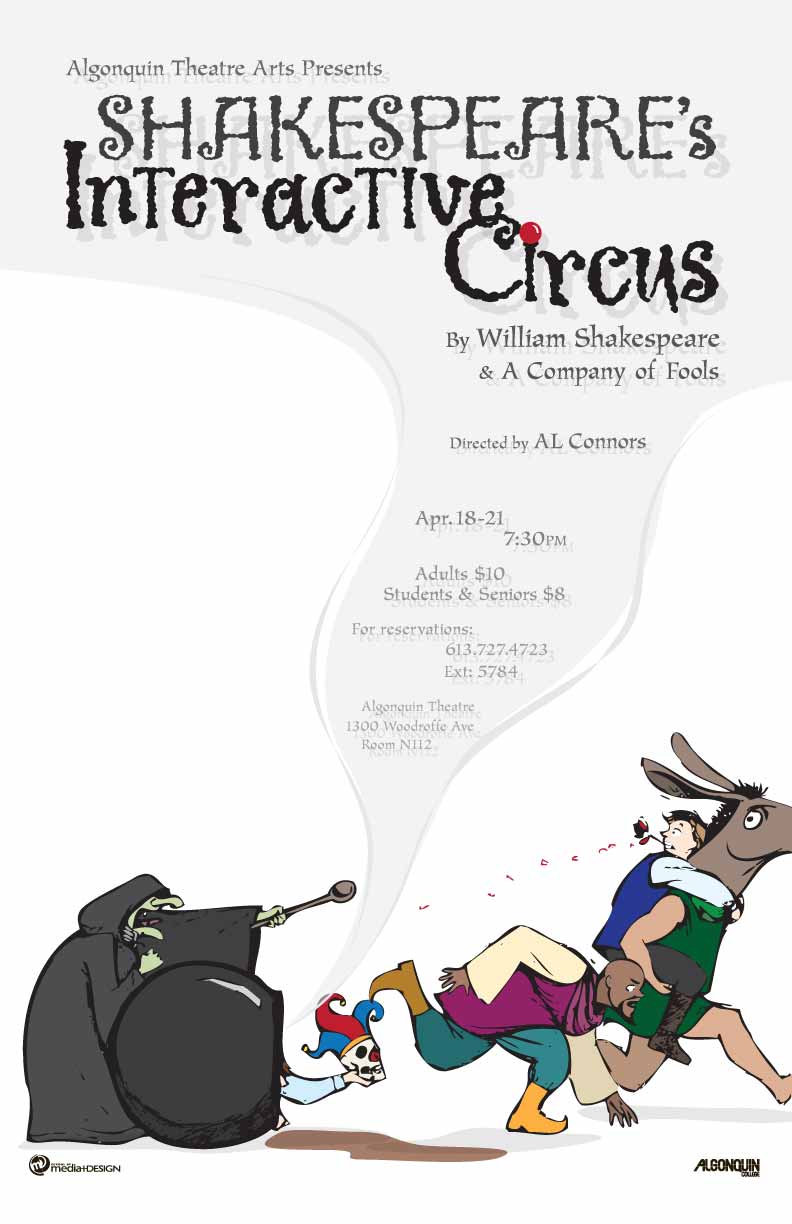 Algonquin Theatre Arts Presents
SHAKESPEARE's
Interactive
Circus
By William Shakespeare
& A Company of Fools
Directed by AL Connors
Apr. 18-21
7:30PM
Adults $10
Students & Seniors $8
For reservations:
613.727.4723
Ext: 5784
Algonquin Theatre
1300 Woodroffe Ave
Room N112
media+DESIGN
ALGONQUIN
COLLEGE